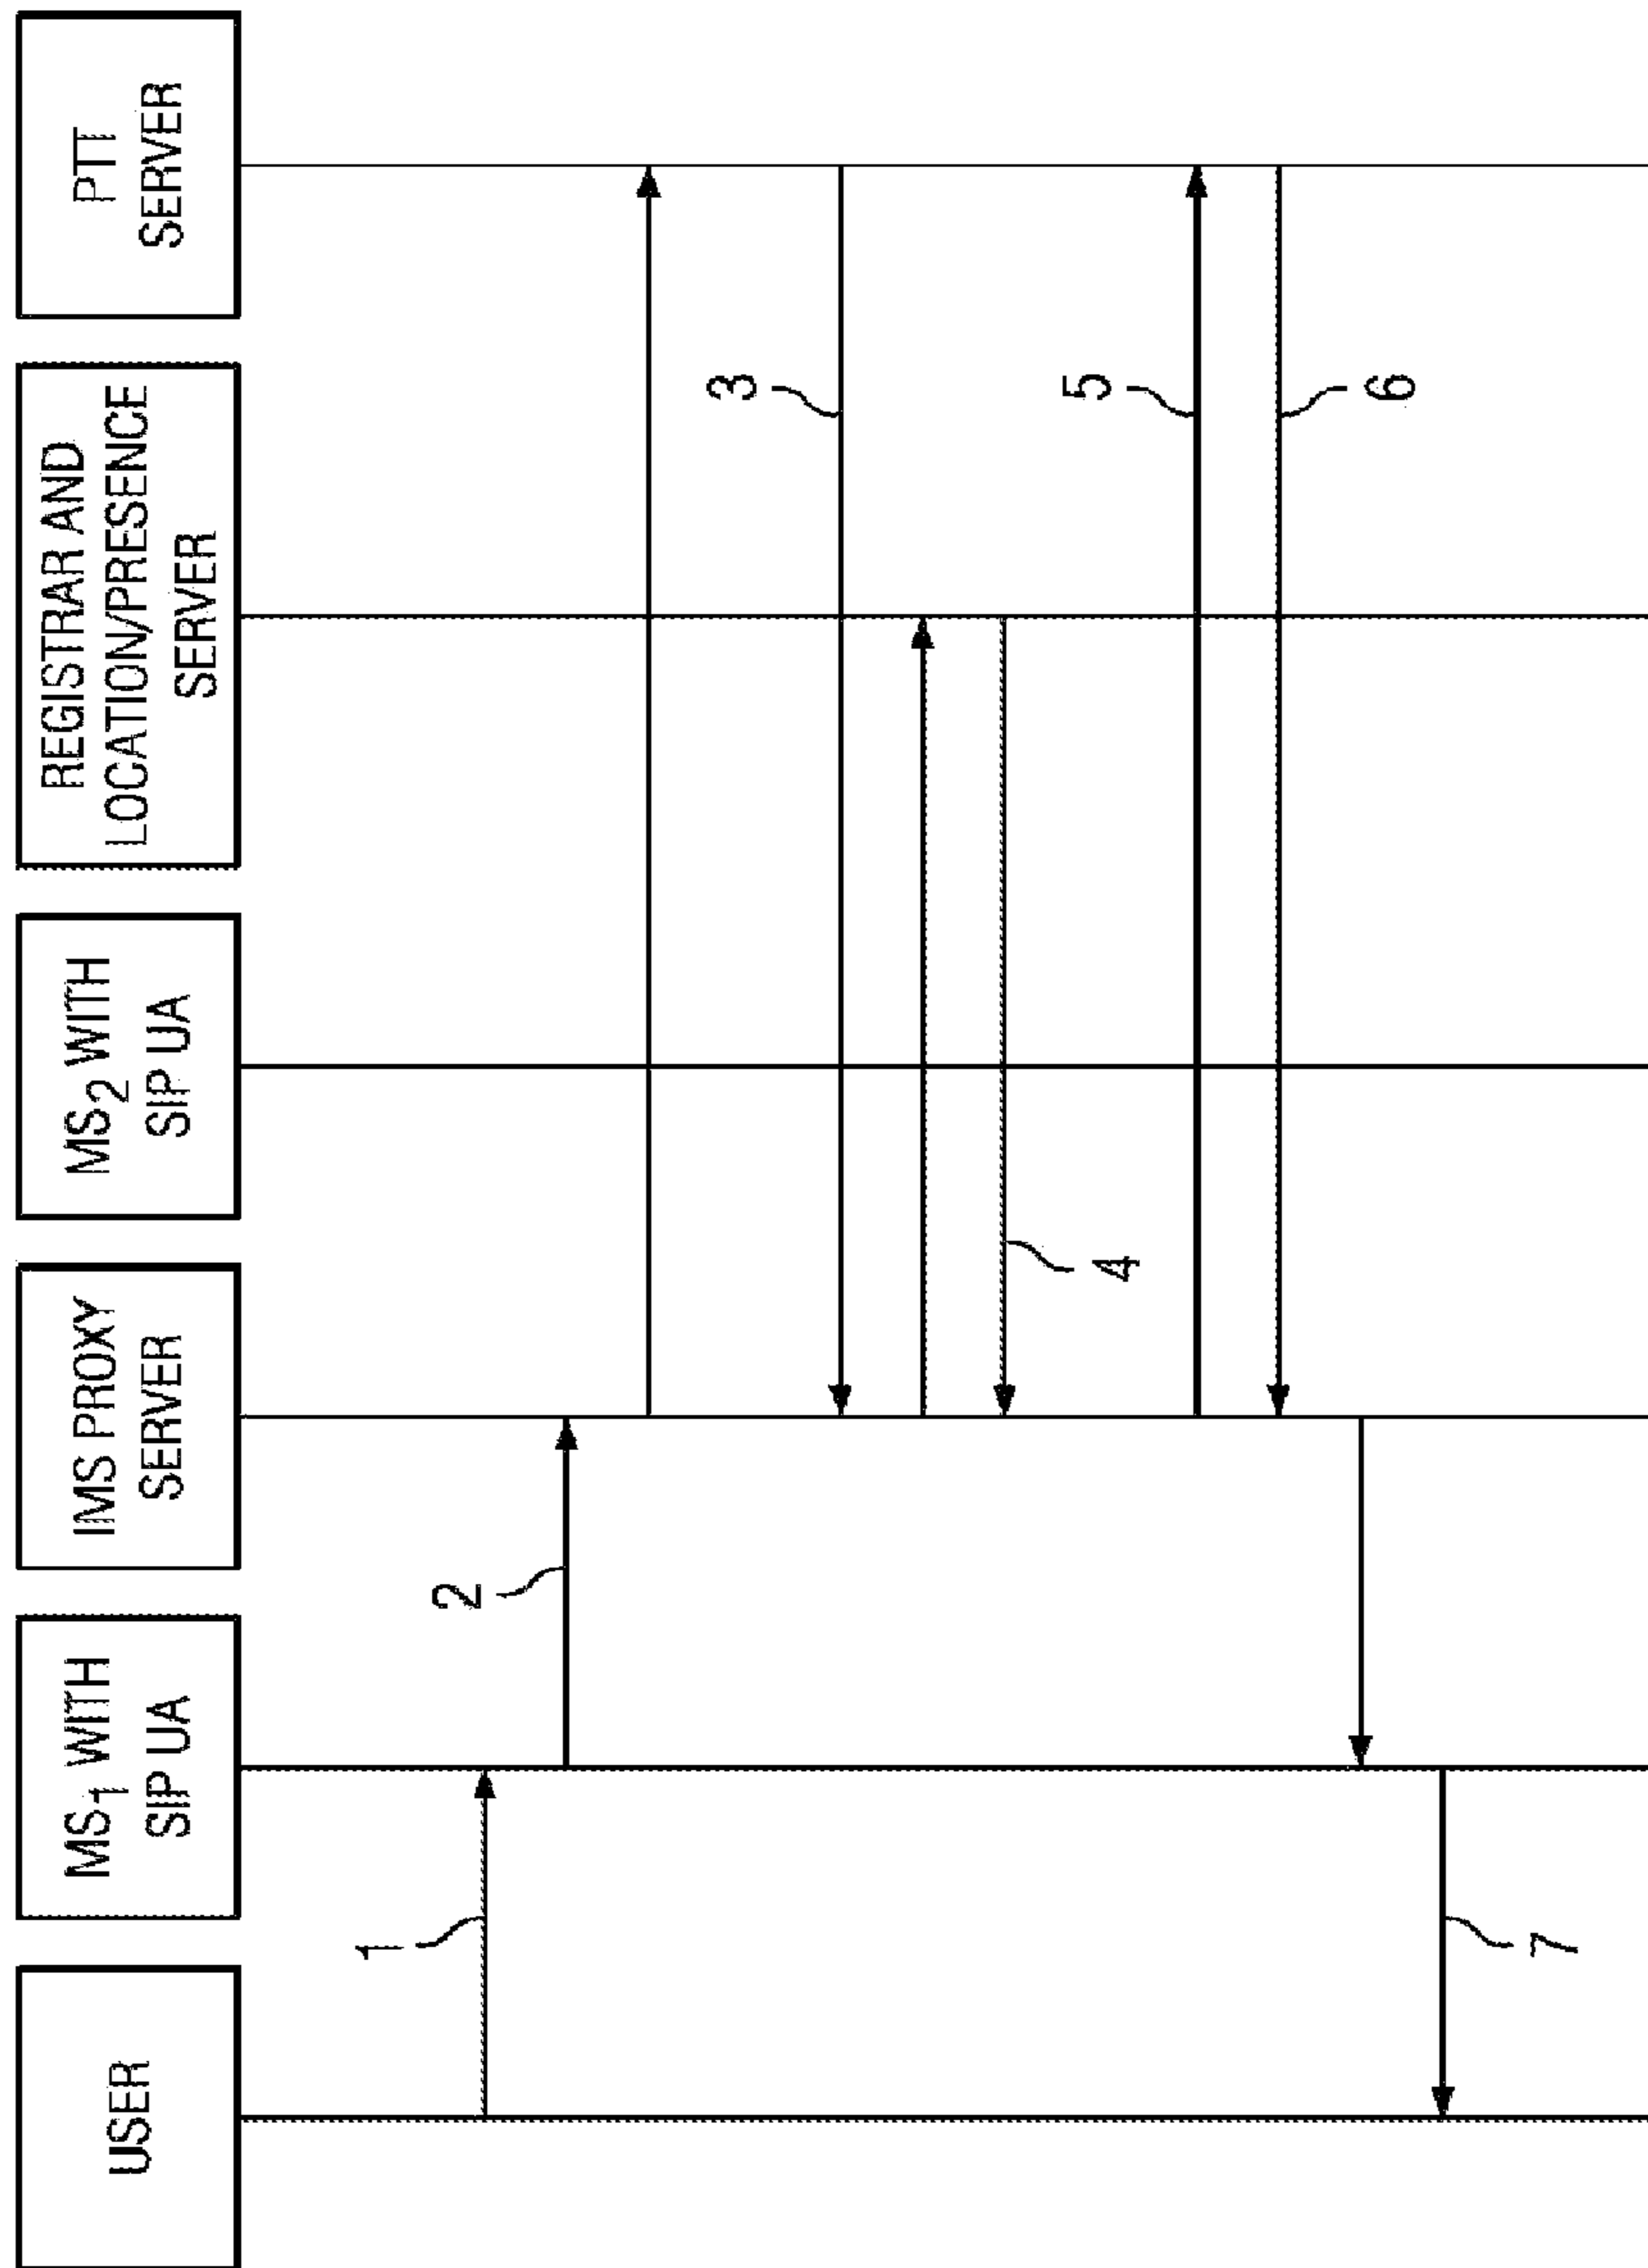 USER
MS1 WITH
SIP UA
IMS PROXY
SERVER
MS2 WITH
SIP UA
REGISTRAR AND
LOCATION/PRESENCE
SERVER
PTT
SERVER
1
2
3
4
5
6
7